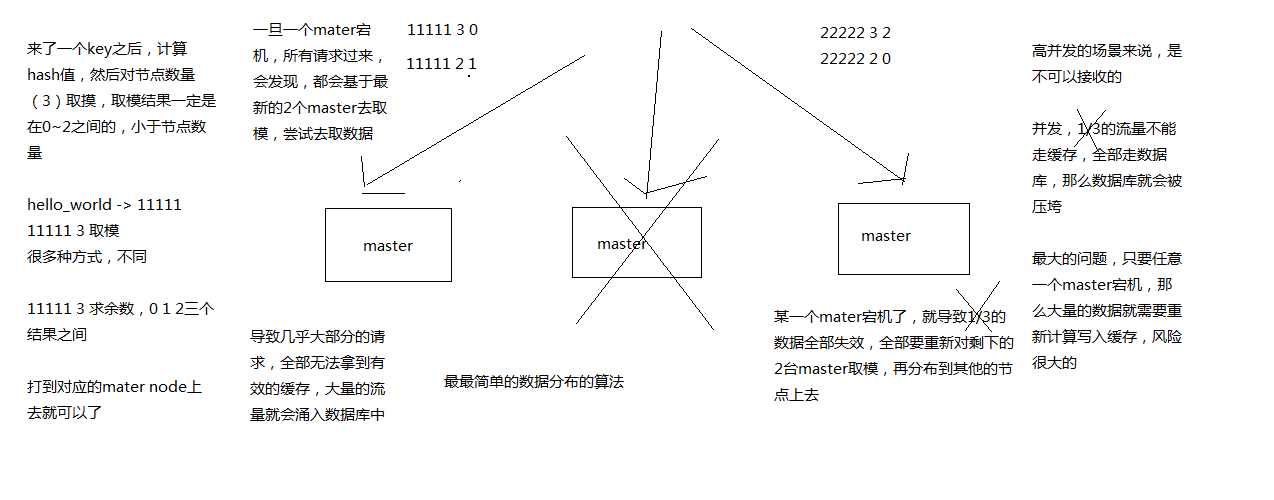 来了一个key之后，计算
hash值，然后对节点数量
（3）取摸，取模结果一定是
在0~2之间的，小于节点数
量
hello_world -> 11111
11111 3 取模
很多种方式，不同
11111 3 求余数，0 1 2三个
结果之间
打到对应的mater node上
去就可以了
一旦一个mater宕
机，所有请求过来，
会发现，都会基于最
新的2个master去取
模，尝试去取数据
11111 3 0
11111 2 1
导致几乎大部分的请
求，全部无法拿到有
效的缓存，大量的流
量就会涌入数据库中
master
master
master
最最简单的数据分布的算法
22222 3 2
22222 2 0
某一个mater宕机了，就导致1/3的
数据全部失效，全部要重新对剩下的
2台master取模，再分布到其他的节
点上去
高并发的场景来说，是
不可以接收的
并发，1/3的流量不能
走缓存，全部走数据
库，那么数据库就会被
压垮
最大的问题，只要任意
一个master宕机，那
么大量的数据就需要重
新计算写入缓存，风险
很大的